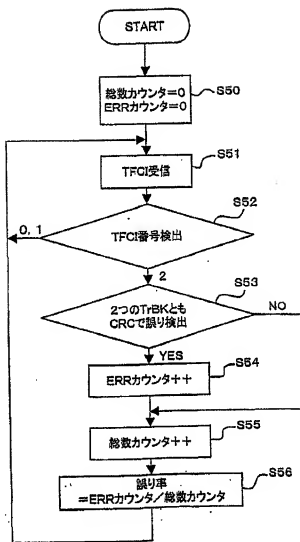 START
総数カウンタ=0
ERRカウンタ=0
S50
TFCI受信
S51
TFCI番号検出
S52
0, 1
2
2つのTrBKとも
CRCで誤り検出
S53
NO
YES
ERRカウンタ++
S54
総数カウンタ++
S55
誤り率
=ERRカウンタ/総数カウンタ
S56